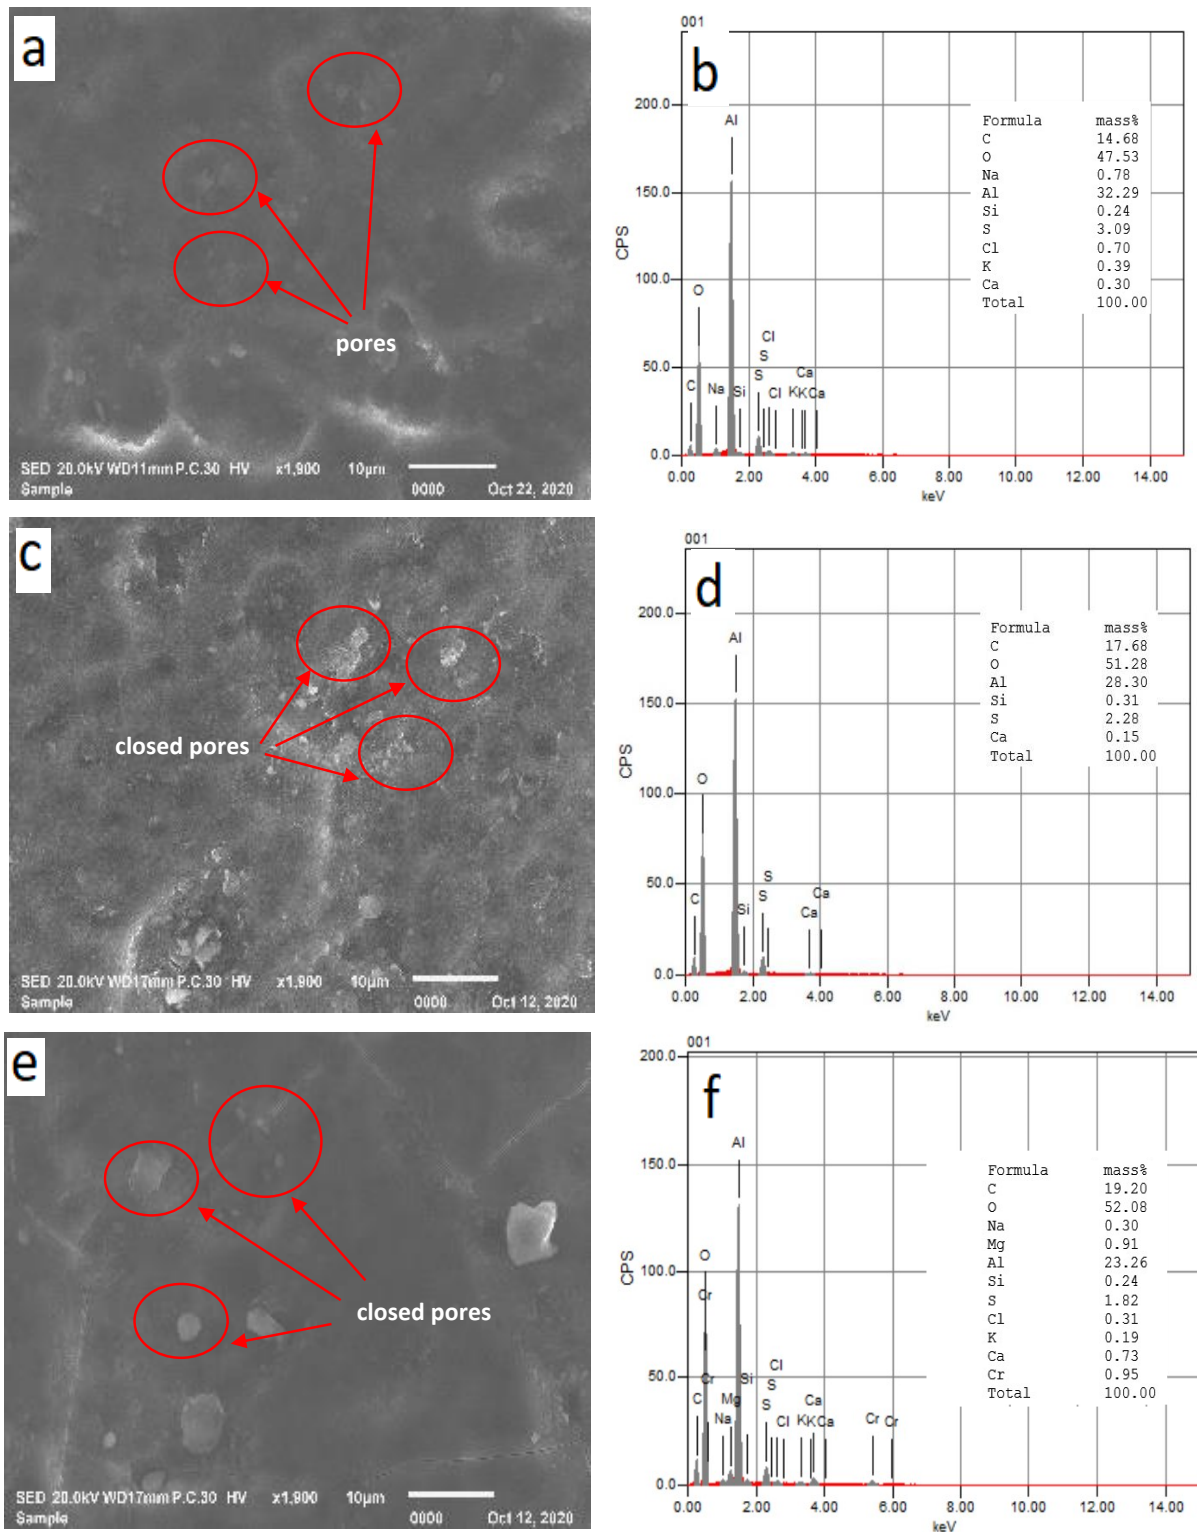 a
pores
SED 20.0kV WD11mm P.C.30 HV x1,900 10µm
Sample 0000 Oct 22, 2020
b
001
CPS
200.0
150.0
100.0
50.0
0.0
Al
O
C
Na
Si
S
S
Cl
Cl
K
K
Ca
Ca
0.00 2.00 4.00 6.00 8.00 10.00 12.00 14.00
keV
Formula mass%
C 14.68
O 47.53
Na 0.78
Al 32.29
Si 0.24
S 3.09
Cl 0.70
K 0.39
Ca 0.30
Total 100.00
c
closed pores
SED 20.0kV WD17mm P.C.30 HV x1,900 10µm
Sample 0000 Oct 12, 2020
d
001
CPS
200.0
150.0
100.0
50.0
0.0
Al
O
C
Si
S
S
Ca
Ca
0.00 2.00 4.00 6.00 8.00 10.00 12.00 14.00
keV
Formula mass%
C 17.68
O 51.28
Al 28.30
Si 0.31
S 2.28
Ca 0.15
Total 100.00
e
closed pores
SED 20.0kV WD17mm P.C.30 HV x1,900 10µm
Sample 0000 Oct 12, 2020
f
001
CPS
200.0
150.0
100.0
50.0
0.0
Al
O
Cr
Cr
C
Na
Mg
Si
S
S
Cl
Cl
K
K
Ca
Ca
Cr
Cr
0.00 2.00 4.00 6.00 8.00 10.00 12.00 14.00
keV
Formula mass%
C 19.20
O 52.08
Na 0.30
Mg 0.91
Al 23.26
Si 0.24
S 1.82
Cl 0.31
K 0.19
Ca 0.73
Cr 0.95
Total 100.00